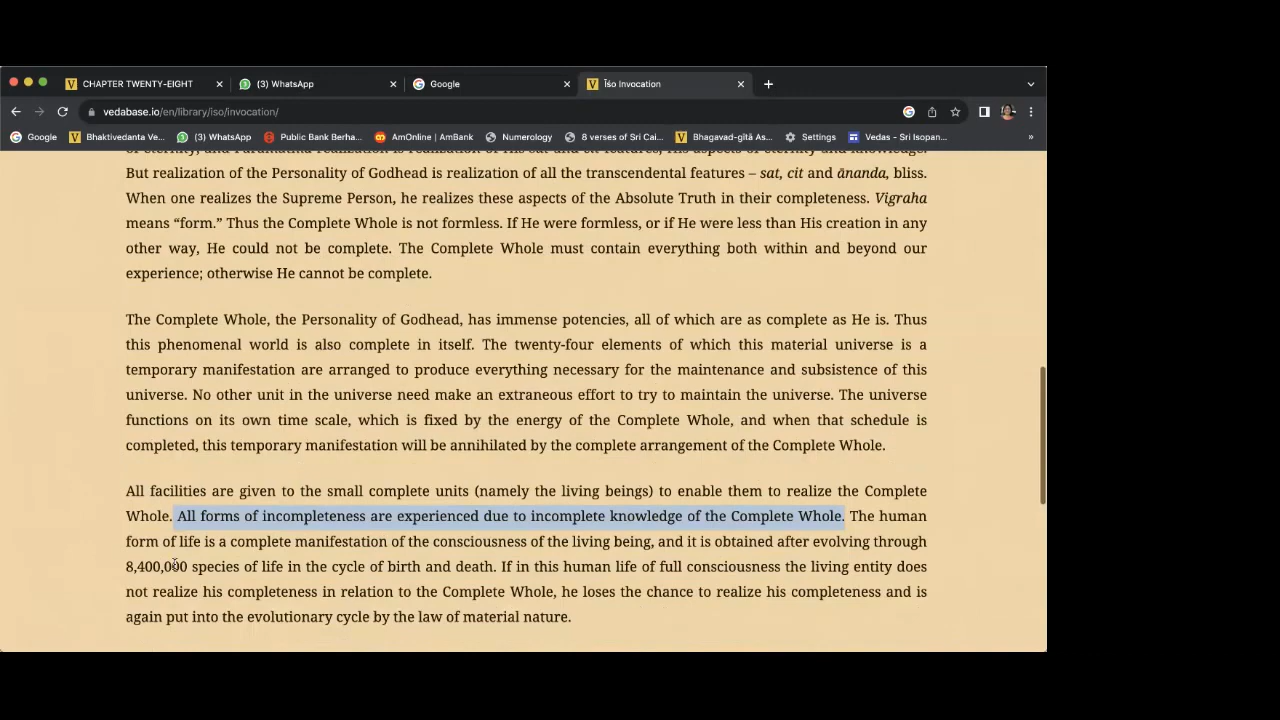 CHAPTER TWENTY-EIGHT
(3) WhatsApp
Google
Īśo Invocation
vedabase.io/en/library/iso/invocation/
Google
Bhaktivedanta Ve...
(3) WhatsApp
Public Bank Berha...
AmOnline | AmBank
Numerology
8 verses of Sri Cai...
Bhagavad-gītā As...
Settings
Vedas - Sri Isopan...
»
But realization of the Personality of Godhead is realization of all the transcendental features – sat, cit and ānanda, bliss.
When one realizes the Supreme Person, he realizes these aspects of the Absolute Truth in their completeness. Vigraha
means “form.” Thus the Complete Whole is not formless. If He were formless, or if He were less than His creation in any
other way, He could not be complete. The Complete Whole must contain everything both within and beyond our
experience; otherwise He cannot be complete.
The Complete Whole, the Personality of Godhead, has immense potencies, all of which are as complete as He is. Thus
this phenomenal world is also complete in itself. The twenty-four elements of which this material universe is a
temporary manifestation are arranged to produce everything necessary for the maintenance and subsistence of this
universe. No other unit in the universe need make an extraneous effort to try to maintain the universe. The universe
functions on its own time scale, which is fixed by the energy of the Complete Whole, and when that schedule is
completed, this temporary manifestation will be annihilated by the complete arrangement of the Complete Whole.
All facilities are given to the small complete units (namely the living beings) to enable them to realize the Complete
Whole. All forms of incompleteness are experienced due to incomplete knowledge of the Complete Whole. The human
form of life is a complete manifestation of the consciousness of the living being, and it is obtained after evolving through
8,400,000 species of life in the cycle of birth and death. If in this human life of full consciousness the living entity does
not realize his completeness in relation to the Complete Whole, he loses the chance to realize his completeness and is
again put into the evolutionary cycle by the law of material nature.